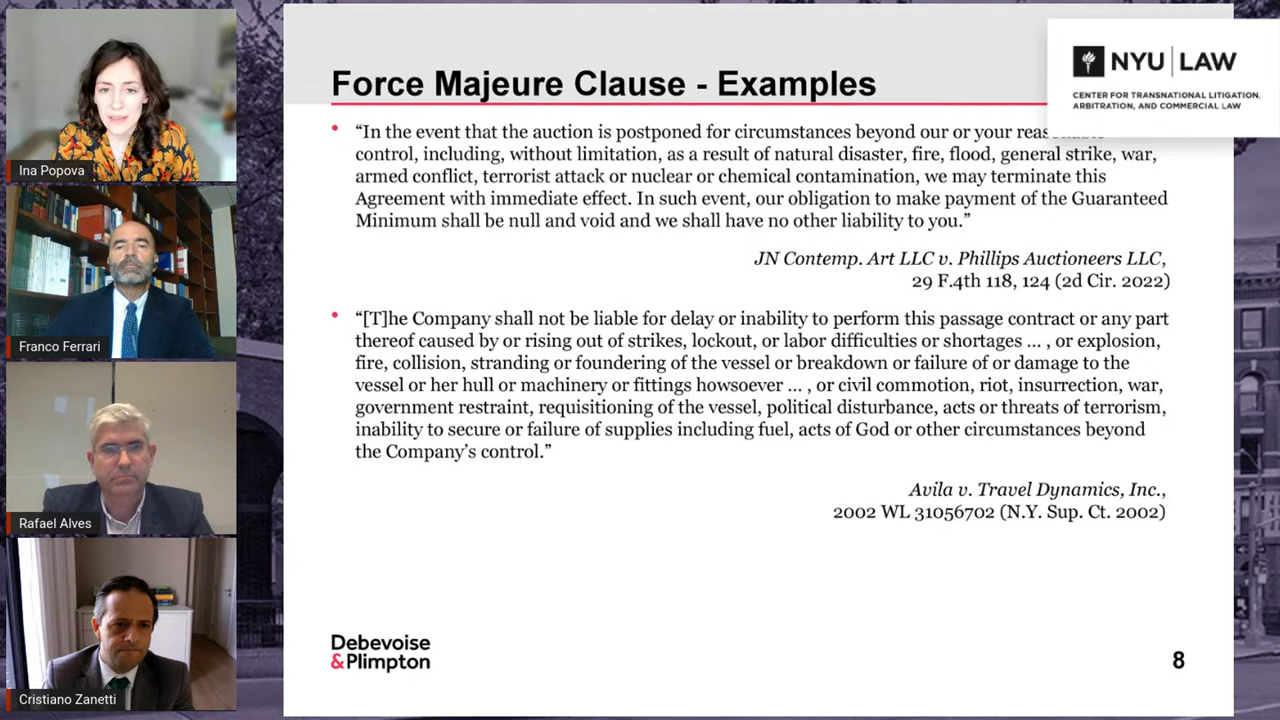 Ina Popova
Franco Ferrari
Rafael Alves
Cristiano Zanetti
Force Majeure Clause - Examples
NYU | LAW
CENTER FOR TRANSNATIONAL LITIGATION,
ARBITRATION, AND COMMERCIAL LAW
• “In the event that the auction is postponed for circumstances beyond our or your
control, including, without limitation, as a result of natural disaster, fire, flood, general strike, war,
armed conflict, terrorist attack or nuclear or chemical contamination, we may terminate this
Agreement with immediate effect. In such event, our obligation to make payment of the Guaranteed
Minimum shall be null and void and we shall have no other liability to you.”
JN Contemp. Art LLC v. Phillips Auctioneers LLC,
29 F.4th 118, 124 (2d Cir. 2022)
• “[T]he Company shall not be liable for delay or inability to perform this passage contract or any part
thereof caused by or rising out of strikes, lockout, or labor difficulties or shortages … , or explosion,
fire, collision, stranding or foundering of the vessel or breakdown or failure of or damage to the
vessel or her hull or machinery or fittings howsoever … , or civil commotion, riot, insurrection, war,
government restraint, requisitioning of the vessel, political disturbance, acts or threats of terrorism,
inability to secure or failure of supplies including fuel, acts of God or other circumstances beyond
the Company’s control.”
Avila v. Travel Dynamics, Inc.,
2002 WL 31056702 (N.Y. Sup. Ct. 2002)
Debevoise
&Plimpton
8